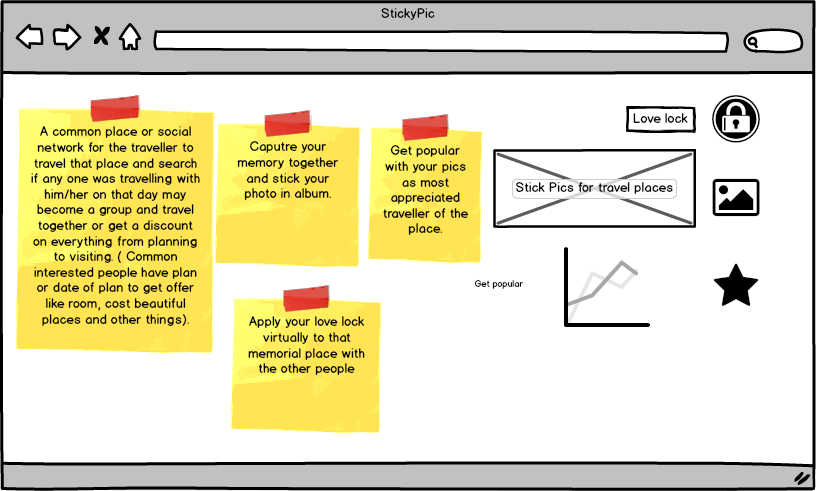 StickyPic
A common place or social
network for the traveller to
travel that place and search
if any one was travelling with
him/her on that day may
become a group and travel
together or get a discount
on everything from planning
to visiting. ( Common
interested people have plan
or date of plan to get offer
like room, cost beautiful
places and other things).
Caputre your
memory together
and stick your
photo in album.
Get popular
with your pics
as most
appreciated
traveller of the
place.
Apply your love lock
virtually to that
memorial place with
the other people
Love lock
Stick Pics for travel places
Get popular